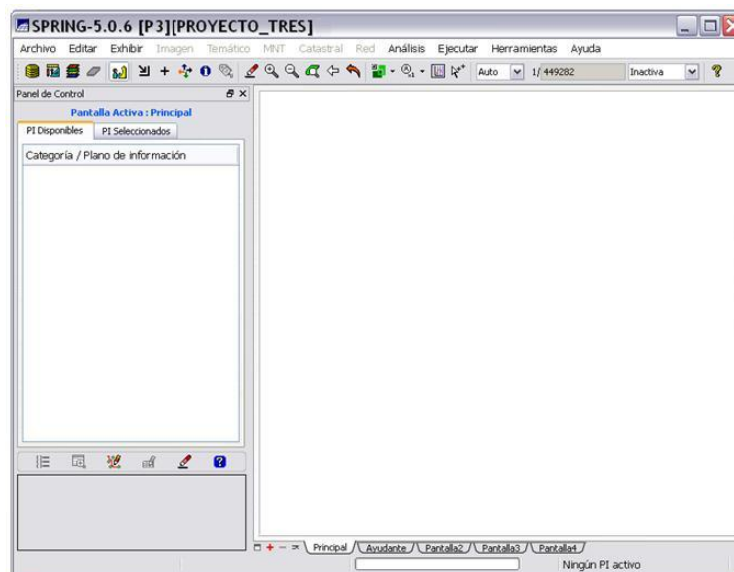 SPRING-5.0.6 [P3][PROYECTO_TRES]
Archivo Editar Exhibir Imagen Temático MNT Catastral Red Análisis Ejecutar Herramientas Ayuda
Auto 1/ 449282 Inactiva
Panel de Control
Pantalla Activa : Principal
PI Disponibles PI Seleccionados
Categoría / Plano de información
Principal Ayudante Pantalla2 Pantalla3 Pantalla4
Ningún PI activo